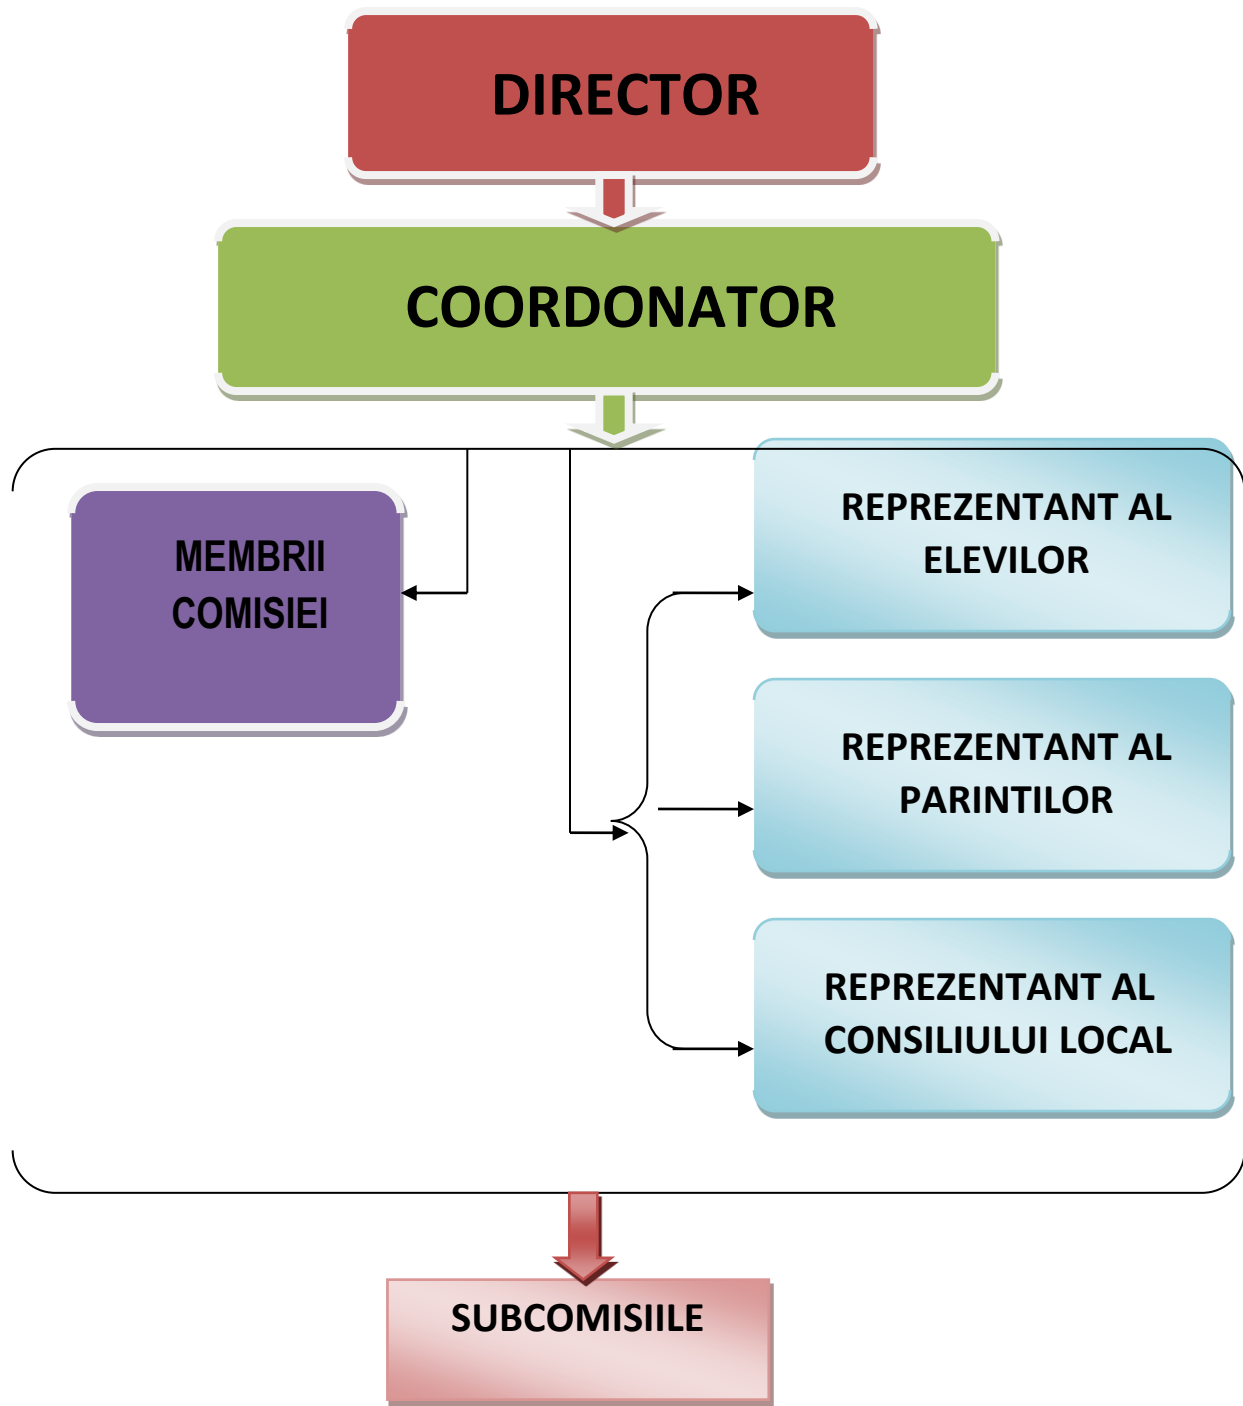 DIRECTOR
COORDONATOR
MEMBRII
COMISIEI
REPREZENTANT AL
ELEVILOR
REPREZENTANT AL
PARINTILOR
REPREZENTANT AL
CONSILIULUI LOCAL
SUBCOMISIILE